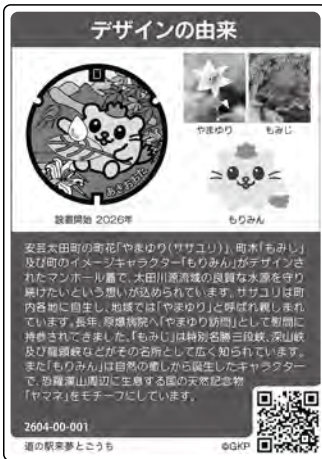 デザインの由来
やまゆり
もみじ
あきおおた
設置開始 2026年
もりみん
安芸太田町の町花「やまゆり(ササユリ)」、町木「もみじ」
及び町のイメージキャラクター「もりみん」がデザインさ
れたマンホール蓋で、太田川源流域の良質な水源を守り
続けたいという想いが込められています。ササユリは町
内各地に自生し、地域では「やまゆり」と呼ばれ親しまれ
ています。長年、原爆病院へ「やまゆり訪問」として慰問に
持参されてきました。「もみじ」は特別名勝三段峡、深山峡
及び龍頭峡などがその名所として広く知られています。
また「もりみん」は自然の癒しから誕生したキャラクター
で、恐羅漢山周辺に生息する国の天然記念物
「ヤマネ」をモチーフにしています。
2604-00-001
道の駅来夢とごうち
©GKP